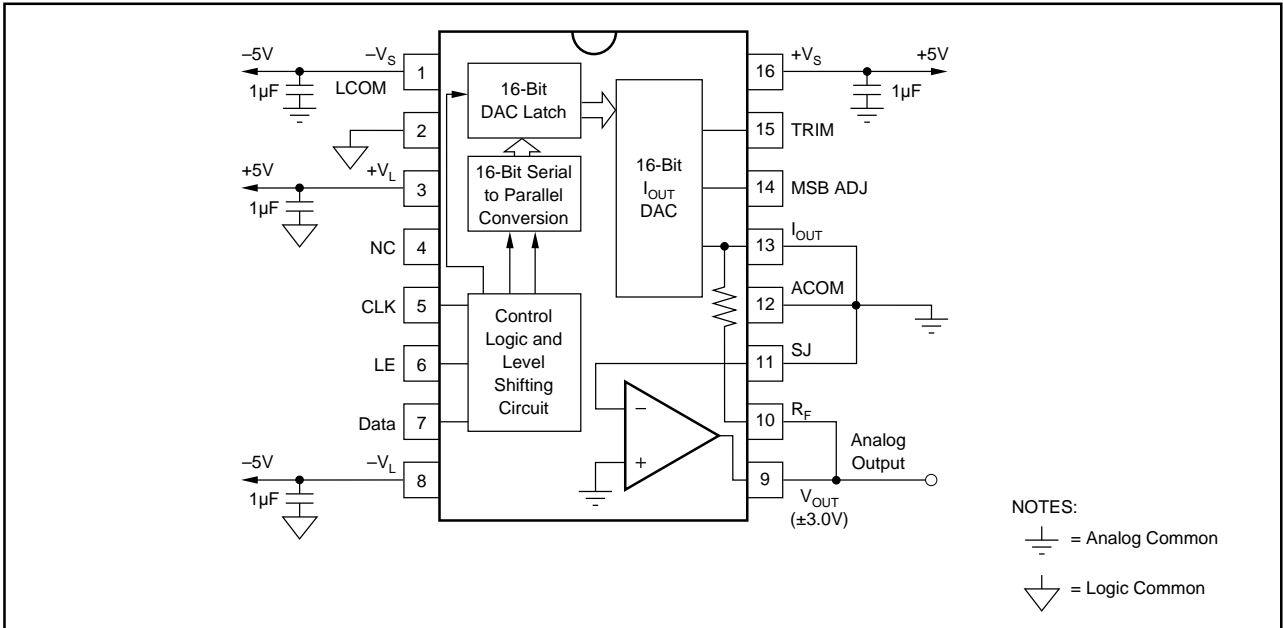 –5V
–V_S
1
1µF
LCOM
2
+5V
+V_L
3
1µF
NC
4
CLK
5
LE
6
Data
7
–5V
–V_L
8
1µF
16-Bit
DAC Latch
16-Bit Serial
to Parallel
Conversion
Control
Logic and
Level
Shifting
Circuit
16-Bit
I_OUT
DAC
–
+
16
+V_S
+5V
1µF
15
TRIM
14
MSB ADJ
13
I_OUT
12
ACOM
11
SJ
10
R_F
9
V_OUT
(±3.0V)
Analog
Output
NOTES:
= Analog Common
= Logic Common